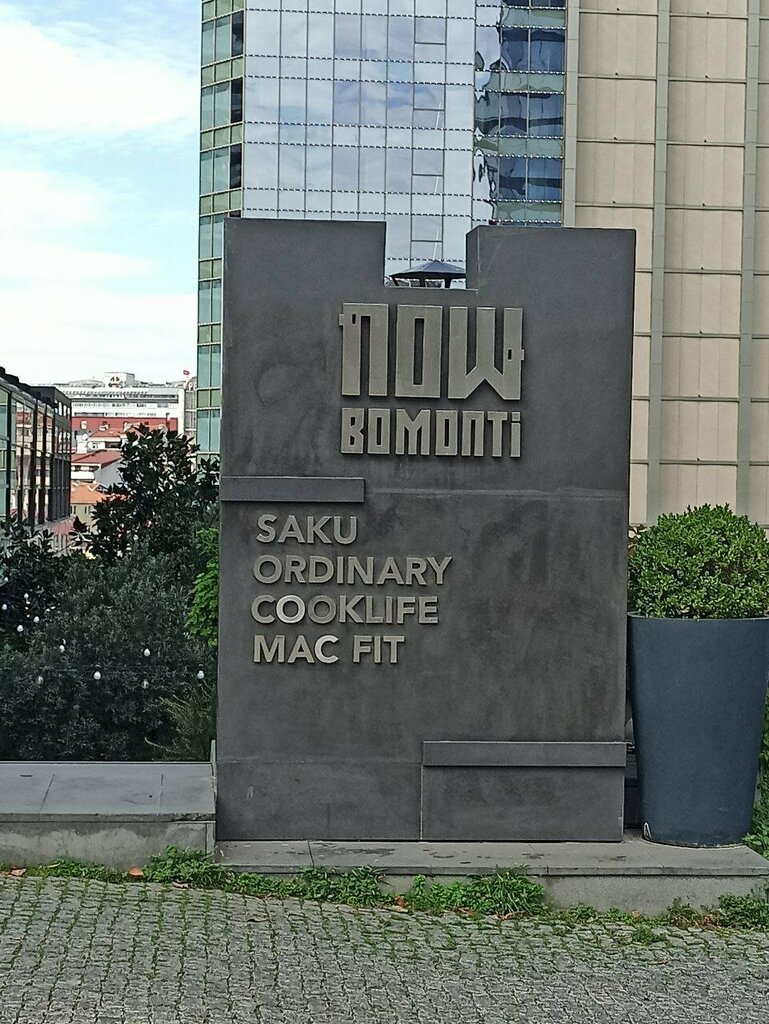 NOW
BOMONTi
SAKU
ORDINARY
COOKLIFE
MAC FIT